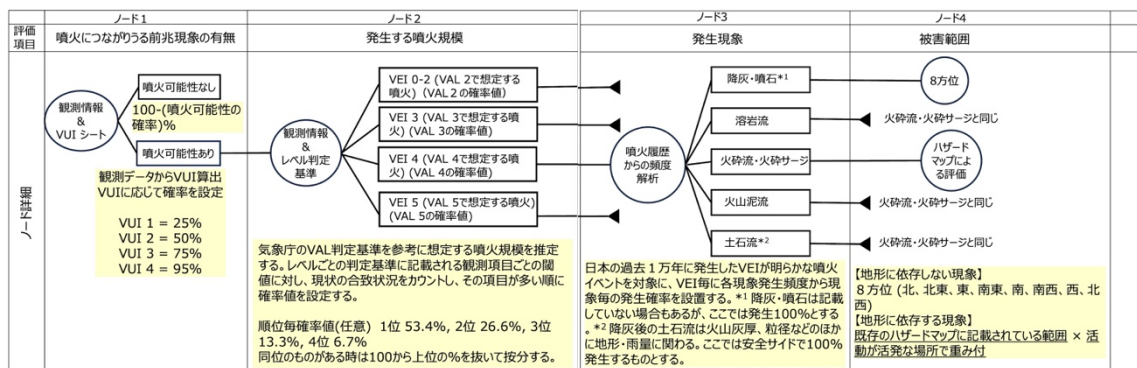 ノード1
ノード2
ノード3
ノード4
評価
項目
噴火につながりうる前兆現象の有無
発生する噴火規模
発生現象
被害範囲
ノード詳細
観測情報
&
VUI シート
噴火可能性なし
100-(噴火可能性の
確率)%
噴火可能性あり
観測データからVUI算出
VUIに応じて確率を設定
VUI 1 = 25%
VUI 2 = 50%
VUI 3 = 75%
VUI 4 = 95%
観測情報
&
レベル判定
基準
VEI 0-2 (VAL 2で想定する
噴火) (VAL 2 の確率値)
VEI 3 (VAL 3で想定する噴
火) (VAL 3の確率値)
VEI 4 (VAL 4で想定する噴
火) (VAL 4の確率値)
VEI 5 (VAL 5で想定する噴火)
(VAL 5の確率値)
気象庁のVAL判定基準を参考に想定する噴火規模を推定
する。レベルごとの判定基準に記載される観測項目ごとの閾
値に対し、現状の合致状況をカウントし、その項目が多い順に
確率値を設定する。
順位毎確率値(任意) 1位 53.4%, 2位 26.6%, 3位
13.3%, 4位 6.7%
同位のものがある時は100から上位の%を抜いて按分する。
噴火履歴
からの頻度
解析
降灰・噴石*1
溶岩流
火砕流・火砕サージ
火山泥流
土石流*2
日本の過去1万年に発生したVEIが明らかな噴火
イベントを対象に、VEI毎に各現象発生頻度から現
象毎の発生確率を設置する。*1 降灰・噴石は記載
していない場合もあるが、ここでは発生100%とする
。*2 降灰後の土石流は火山灰厚、粒径などのほか
に地形・雨量に関わる。ここでは安全サイドで100%
発生するものとする。
8方位
火砕流・火砕サージと同じ
ハザード
マップによ
る評価
火砕流・火砕サージと同じ
火砕流・火砕サージと同じ
【地形に依存しない現象】
8方位 (北、北東、東、南東、南、南西、西、北
西)
【地形に依存する現象】
既存のハザードマップに記載されている範囲 × 活
動が活発な場所で重み付